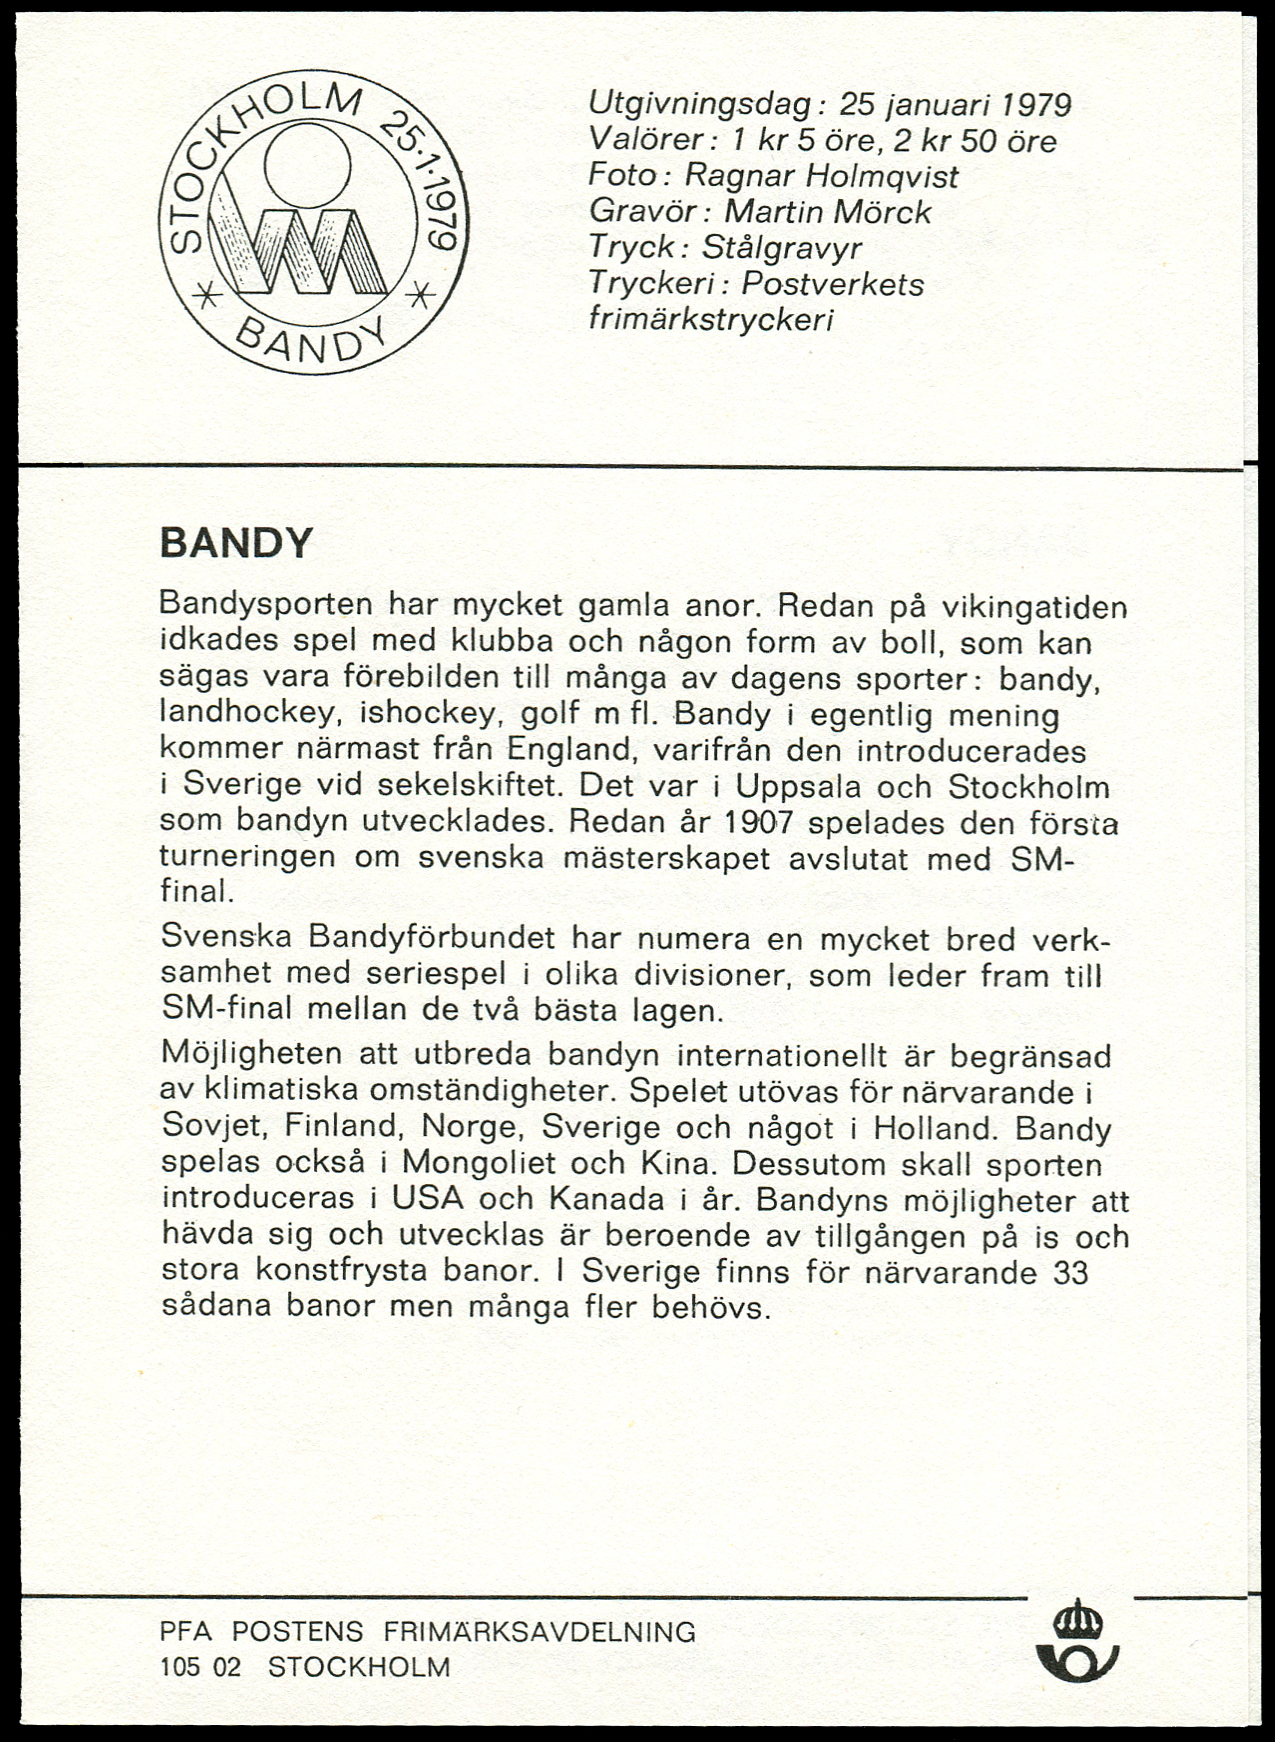 STOCKHOLM 25·1·1979
* BANDY *
Utgivningsdag: 25 januari 1979
Valörer: 1 kr 5 öre, 2 kr 50 öre
Foto: Ragnar Holmqvist
Gravör: Martin Mörck
Tryck: Stålgravyr
Tryckeri: Postverkets
frimärkstryckeri
BANDY
Bandysporten har mycket gamla anor. Redan på vikingatiden
idkades spel med klubba och någon form av boll, som kan
sägas vara förebilden till många av dagens sporter: bandy,
landhockey, ishockey, golf m fl. Bandy i egentlig mening
kommer närmast från England, varifrån den introducerades
i Sverige vid sekelskiftet. Det var i Uppsala och Stockholm
som bandyn utvecklades. Redan år 1907 spelades den första
turneringen om svenska mästerskapet avslutat med SM-
final.
Svenska Bandyförbundet har numera en mycket bred verk-
samhet med seriespel i olika divisioner, som leder fram till
SM-final mellan de två bästa lagen.
Möjligheten att utbreda bandyn internationellt är begränsad
av klimatiska omständigheter. Spelet utövas för närvarande i
Sovjet, Finland, Norge, Sverige och något i Holland. Bandy
spelas också i Mongoliet och Kina. Dessutom skall sporten
introduceras i USA och Kanada i år. Bandyns möjligheter att
hävda sig och utvecklas är beroende av tillgången på is och
stora konstfrysta banor. I Sverige finns för närvarande 33
sådana banor men många fler behövs.
PFA POSTENS FRIMÄRKSAVDELNING
105 02 STOCKHOLM